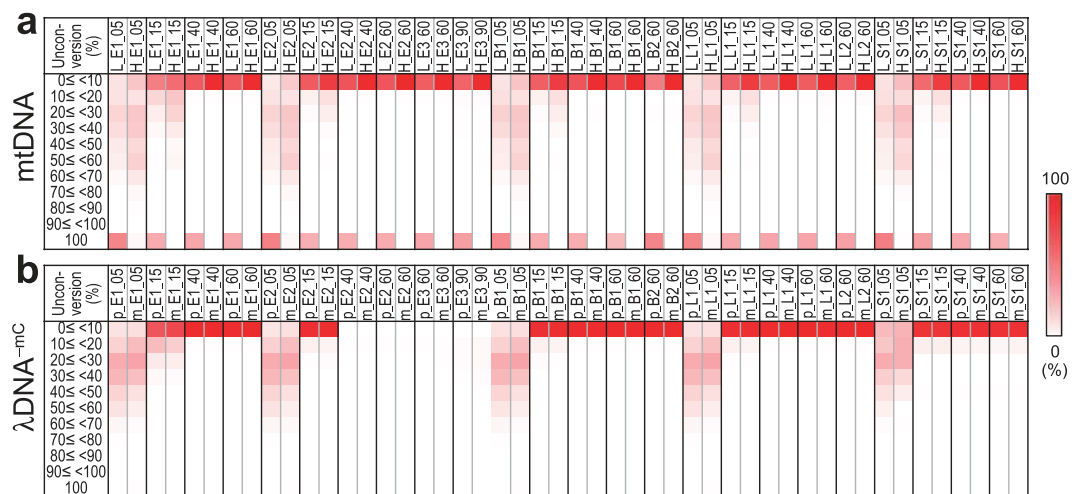 a
mtDNA
Uncon-
version
(%)
L_E1_05
H_E1_05
L_E1_15
H_E1_15
L_E1_40
H_E1_40
L_E1_60
H_E1_60
L_E2_05
H_E2_05
L_E2_15
H_E2_15
L_E2_40
H_E2_40
L_E2_60
H_E2_60
L_E3_60
H_E3_60
L_E3_90
H_E3_90
L_B1_05
H_B1_05
L_B1_15
H_B1_15
L_B1_40
H_B1_40
L_B1_60
H_B1_60
L_B2_60
H_B2_60
L_L1_05
H_L1_05
L_L1_15
H_L1_15
L_L1_40
H_L1_40
L_L1_60
H_L1_60
L_L2_60
H_L2_60
L_S1_05
H_S1_05
L_S1_15
H_S1_15
L_S1_40
H_S1_40
L_S1_60
H_S1_60
0≤ <10
10≤ <20
20≤ <30
30≤ <40
40≤ <50
50≤ <60
60≤ <70
70≤ <80
80≤ <90
90≤ <100
100
b
λDNA⁻ᵐᶜ
Uncon-
version
(%)
p_E1_05
m_E1_05
p_E1_15
m_E1_15
p_E1_40
m_E1_40
p_E1_60
m_E1_60
p_E2_05
m_E2_05
p_E2_15
m_E2_15
p_E2_40
m_E2_40
p_E2_60
m_E2_60
p_E3_60
m_E3_60
p_E3_90
m_E3_90
p_B1_05
m_B1_05
p_B1_15
m_B1_15
p_B1_40
m_B1_40
p_B1_60
m_B1_60
p_B2_60
m_B2_60
p_L1_05
m_L1_05
p_L1_15
m_L1_15
p_L1_40
m_L1_40
p_L1_60
m_L1_60
p_L2_60
m_L2_60
p_S1_05
m_S1_05
p_S1_15
m_S1_15
p_S1_40
m_S1_40
p_S1_60
m_S1_60
0≤ <10
10≤ <20
20≤ <30
30≤ <40
40≤ <50
50≤ <60
60≤ <70
70≤ <80
80≤ <90
90≤ <100
100
100
0
(%)